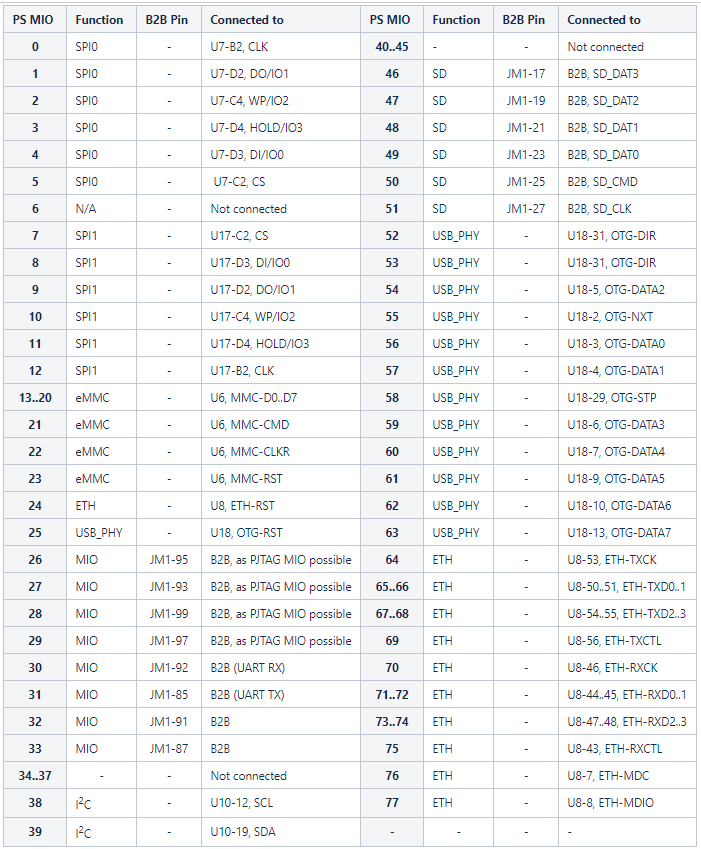 PS MIO Function B2B Pin Connected to PS MIO Function B2B Pin Connected to
0 SPI0 - U7-B2, CLK 40..45 - - Not connected
1 SPI0 - U7-D2, DO/IO1 46 SD JM1-17 B2B, SD_DAT3
2 SPI0 - U7-C4, WP/IO2 47 SD JM1-19 B2B, SD_DAT2
3 SPI0 - U7-D4, HOLD/IO3 48 SD JM1-21 B2B, SD_DAT1
4 SPI0 - U7-D3, DI/IO0 49 SD JM1-23 B2B, SD_DAT0
5 SPI0 - U7-C2, CS 50 SD JM1-25 B2B, SD_CMD
6 N/A - Not connected 51 SD JM1-27 B2B, SD_CLK
7 SPI1 - U17-C2, CS 52 USB_PHY - U18-31, OTG-DIR
8 SPI1 - U17-D3, DI/IO0 53 USB_PHY - U18-31, OTG-DIR
9 SPI1 - U17-D2, DO/IO1 54 USB_PHY - U18-5, OTG-DATA2
10 SPI1 - U17-C4, WP/IO2 55 USB_PHY - U18-2, OTG-NXT
11 SPI1 - U17-D4, HOLD/IO3 56 USB_PHY - U18-3, OTG-DATA0
12 SPI1 - U17-B2, CLK 57 USB_PHY - U18-4, OTG-DATA1
13..20 eMMC - U6, MMC-D0..D7 58 USB_PHY - U18-29, OTG-STP
21 eMMC - U6, MMC-CMD 59 USB_PHY - U18-6, OTG-DATA3
22 eMMC - U6, MMC-CLKR 60 USB_PHY - U18-7, OTG-DATA4
23 eMMC - U6, MMC-RST 61 USB_PHY - U18-9, OTG-DATA5
24 ETH - U8, ETH-RST 62 USB_PHY - U18-10, OTG-DATA6
25 USB_PHY - U18, OTG-RST 63 USB_PHY - U18-13, OTG-DATA7
26 MIO JM1-95 B2B, as PJTAG MIO possible 64 ETH - U8-53, ETH-TXCK
27 MIO JM1-93 B2B, as PJTAG MIO possible 65..66 ETH - U8-50..51, ETH-TXD0..1
28 MIO JM1-99 B2B, as PJTAG MIO possible 67..68 ETH - U8-54..55, ETH-TXD2..3
29 MIO JM1-97 B2B, as PJTAG MIO possible 69 ETH - U8-56, ETH-TXCTL
30 MIO JM1-92 B2B (UART RX) 70 ETH - U8-46, ETH-RXCK
31 MIO JM1-85 B2B (UART TX) 71..72 ETH - U8-44..45, ETH-RXD0..1
32 MIO JM1-91 B2B 73..74 ETH - U8-47..48, ETH-RXD2..3
33 MIO JM1-87 B2B 75 ETH - U8-43, ETH-RXCTL
34..37 - - Not connected 76 ETH - U8-7, ETH-MDC
38 I²C - U10-12, SCL 77 ETH - U8-8, ETH-MDIO
39 I²C - U10-19, SDA - - - -